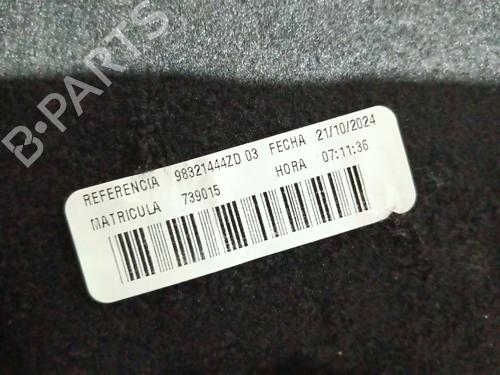 B-PARTS
REFERENCIA 98321444ZD 03 FECHA 21/10/2024
MATRICULA 739015 HORA 07:11:36